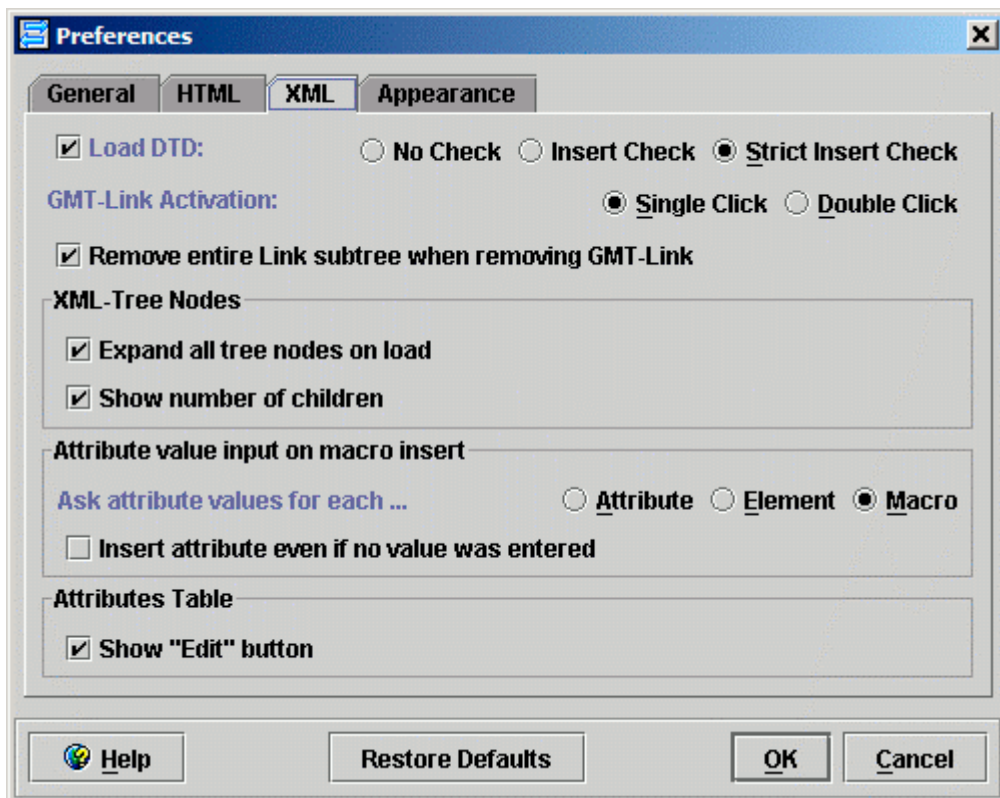 Preferences
General HTML XML Appearance
Load DTD: No Check Insert Check Strict Insert Check
GMT-Link Activation: Single Click Double Click
Remove entire Link subtree when removing GMT-Link
XML-Tree Nodes
Expand all tree nodes on load
Show number of children
Attribute value input on macro insert
Ask attribute values for each ... Attribute Element Macro
Insert attribute even if no value was entered
Attributes Table
Show "Edit" button
Help Restore Defaults OK Cancel